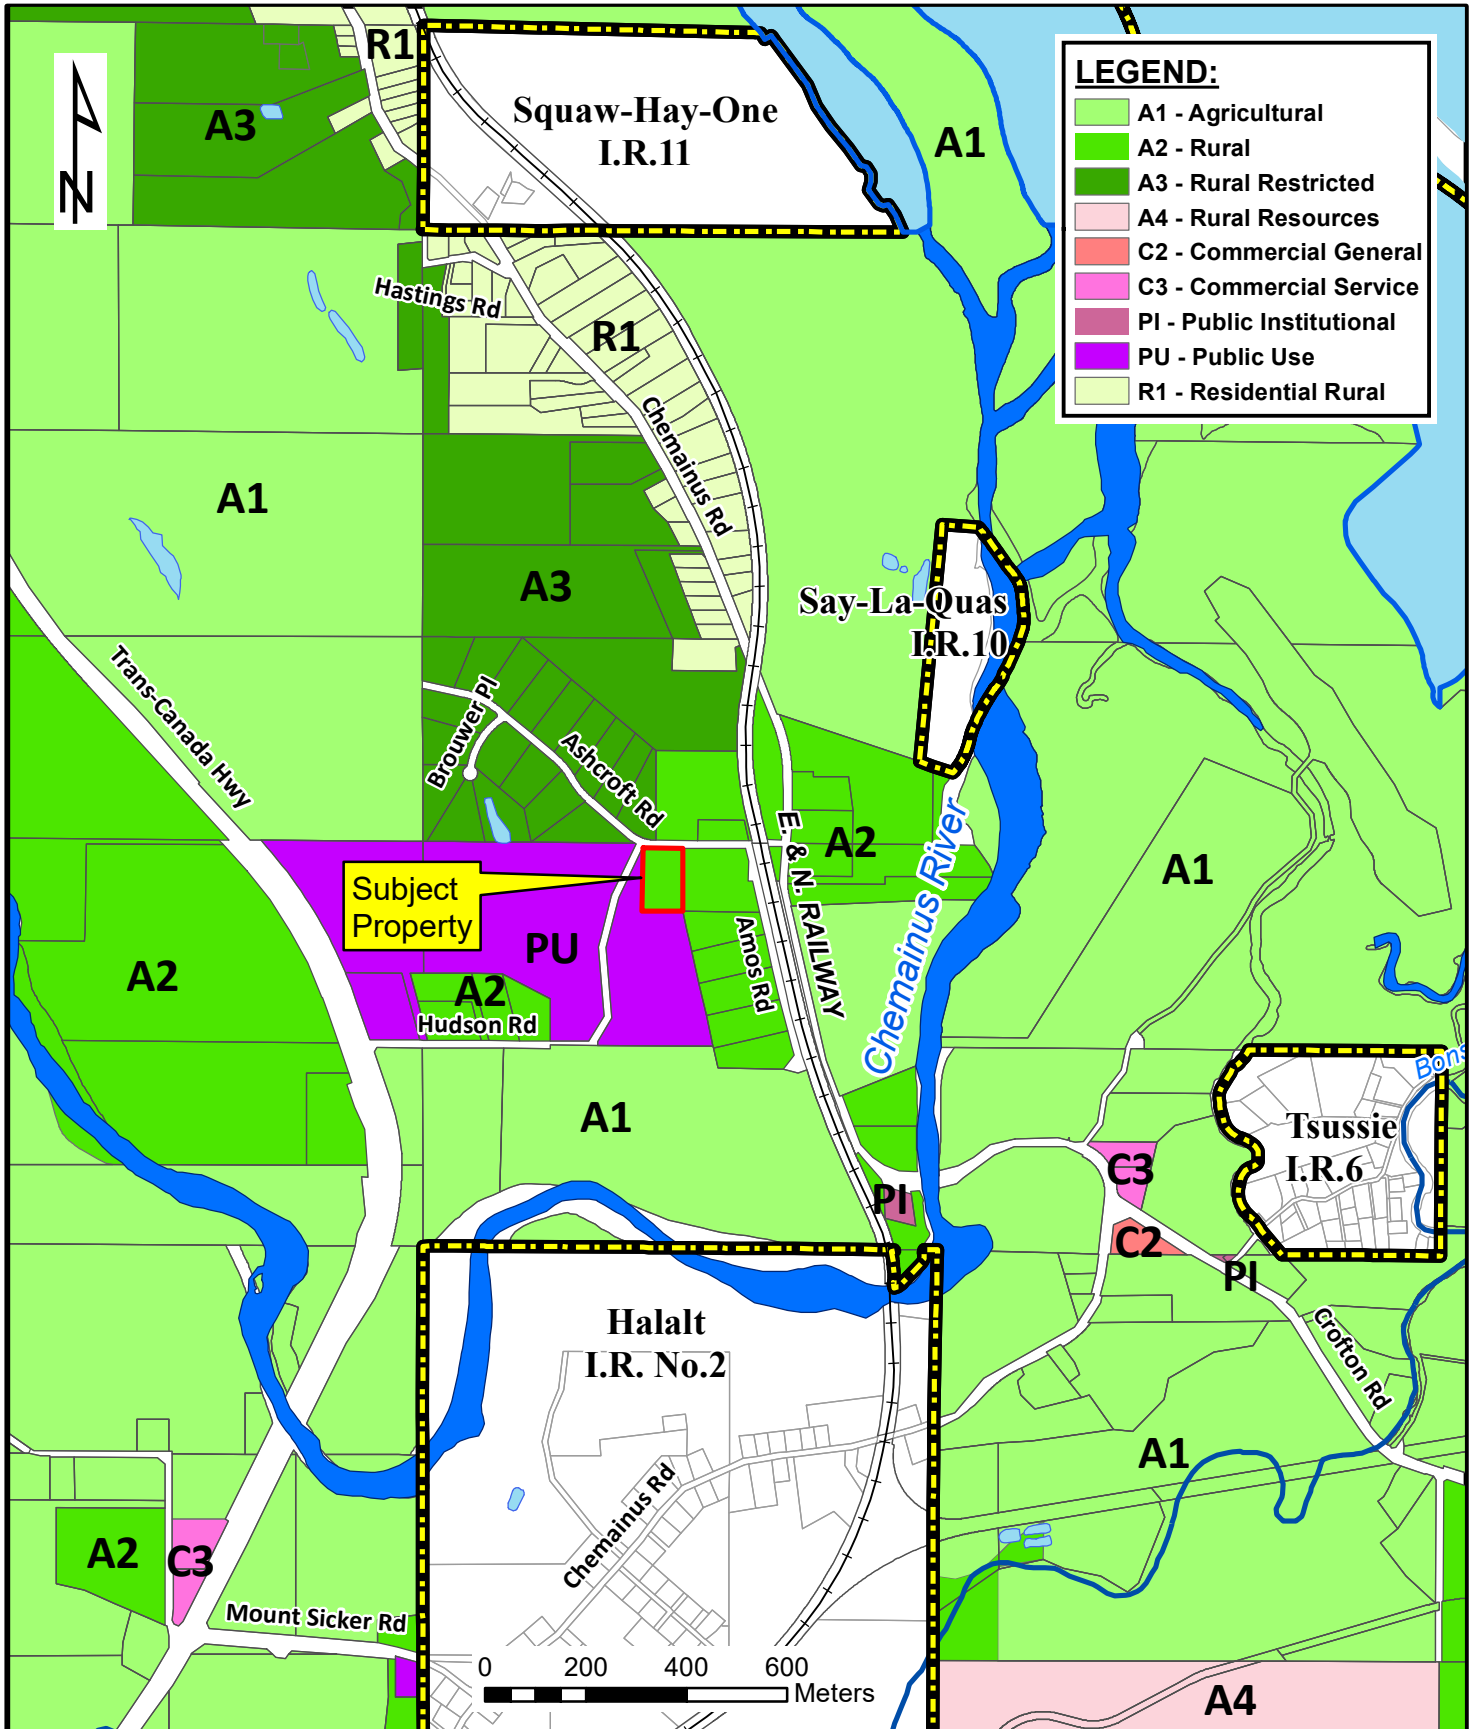 R1
A3
N
Squaw-Hay-One
I.R.11
A1
LEGEND:
A1 - Agricultural
A2 - Rural
A3 - Rural Restricted
A4 - Rural Resources
C2 - Commercial General
C3 - Commercial Service
PI - Public Institutional
PU - Public Use
R1 - Residential Rural
Hastings Rd
R1
Chemainus Rd
A1
A3
Say-La-Quas
I.R.10
Trans-Canada Hwy
Brouwer Pl
Ashcroft Rd
E. & N. RAILWAY
A2
Chemainus River
A1
Subject
Property
PU
Amos Rd
A2
A2
Hudson Rd
Bons
A1
Tsussie
I.R.6
C3
PI
C2
PI
Halalt
I.R. No.2
Crofton Rd
A1
Chemainus Rd
A2
C3
Mount Sicker Rd
0 200 400 600
Meters
A4